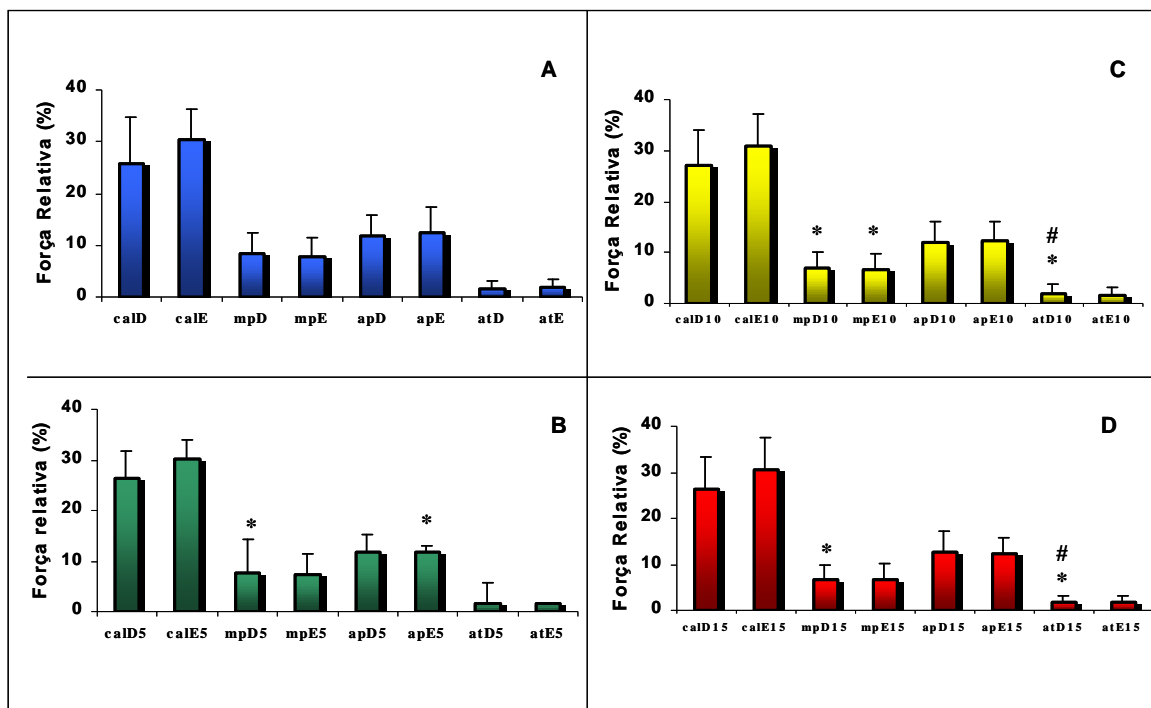 A
Força Relativa (%)
40
30
20
10
0
calD calE mpD mpE apD apE atD atE
B
Força relativa (%)
40
30
20
10
0
* *
calD5 calE5 mpD5 mpE5 apD5 apE5 atD5 atE5
C
Força Relativa (%)
40
30
20
10
0
* * # *
calD10 calE10 mpD10 mpE10 apD10 apE10 atD10 atE10
D
Força Relativa (%)
40
30
20
10
0
* # *
calD15 calE15 mpD15 mpE15 apD15 apE15 atD15 atE15